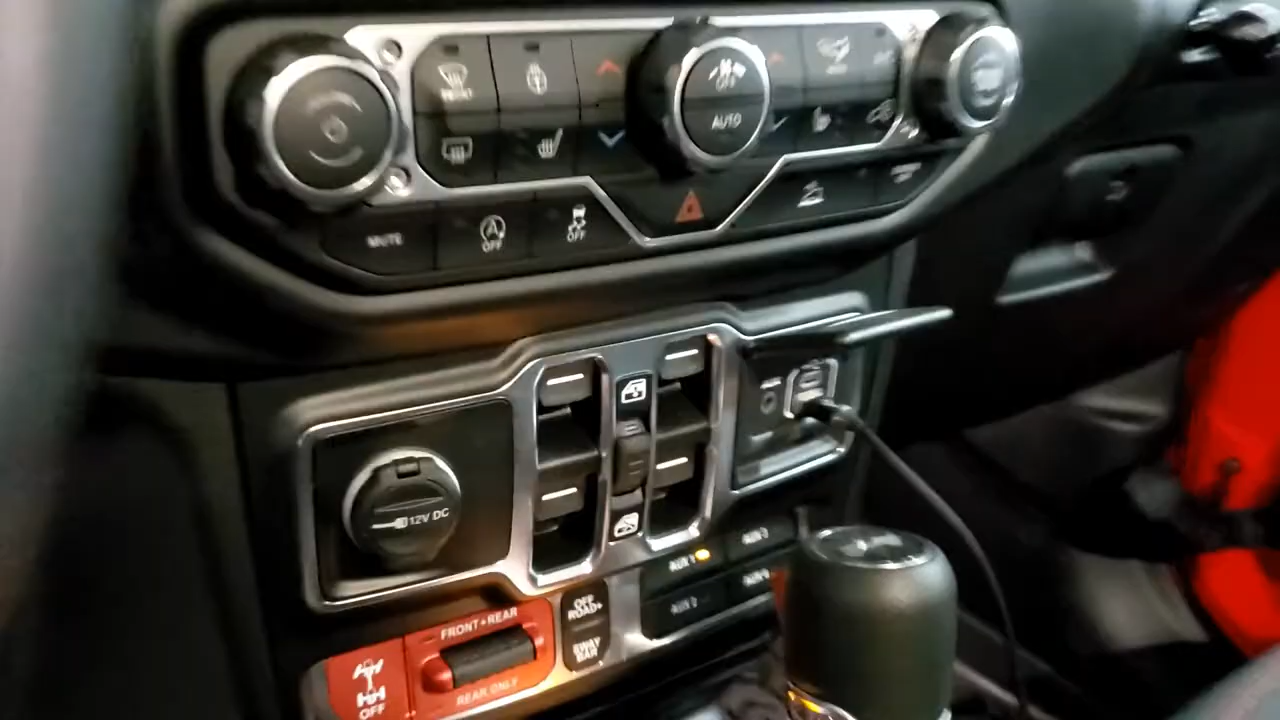 FRONT
OFF
AUTO
MUTE
OFF
OFF
12V DC
AUX 1
AUX 3
AUX 2
AUX 4
OFF
ROAD+
SWAY
BAR
FRONT+REAR
REAR ONLY
OFF